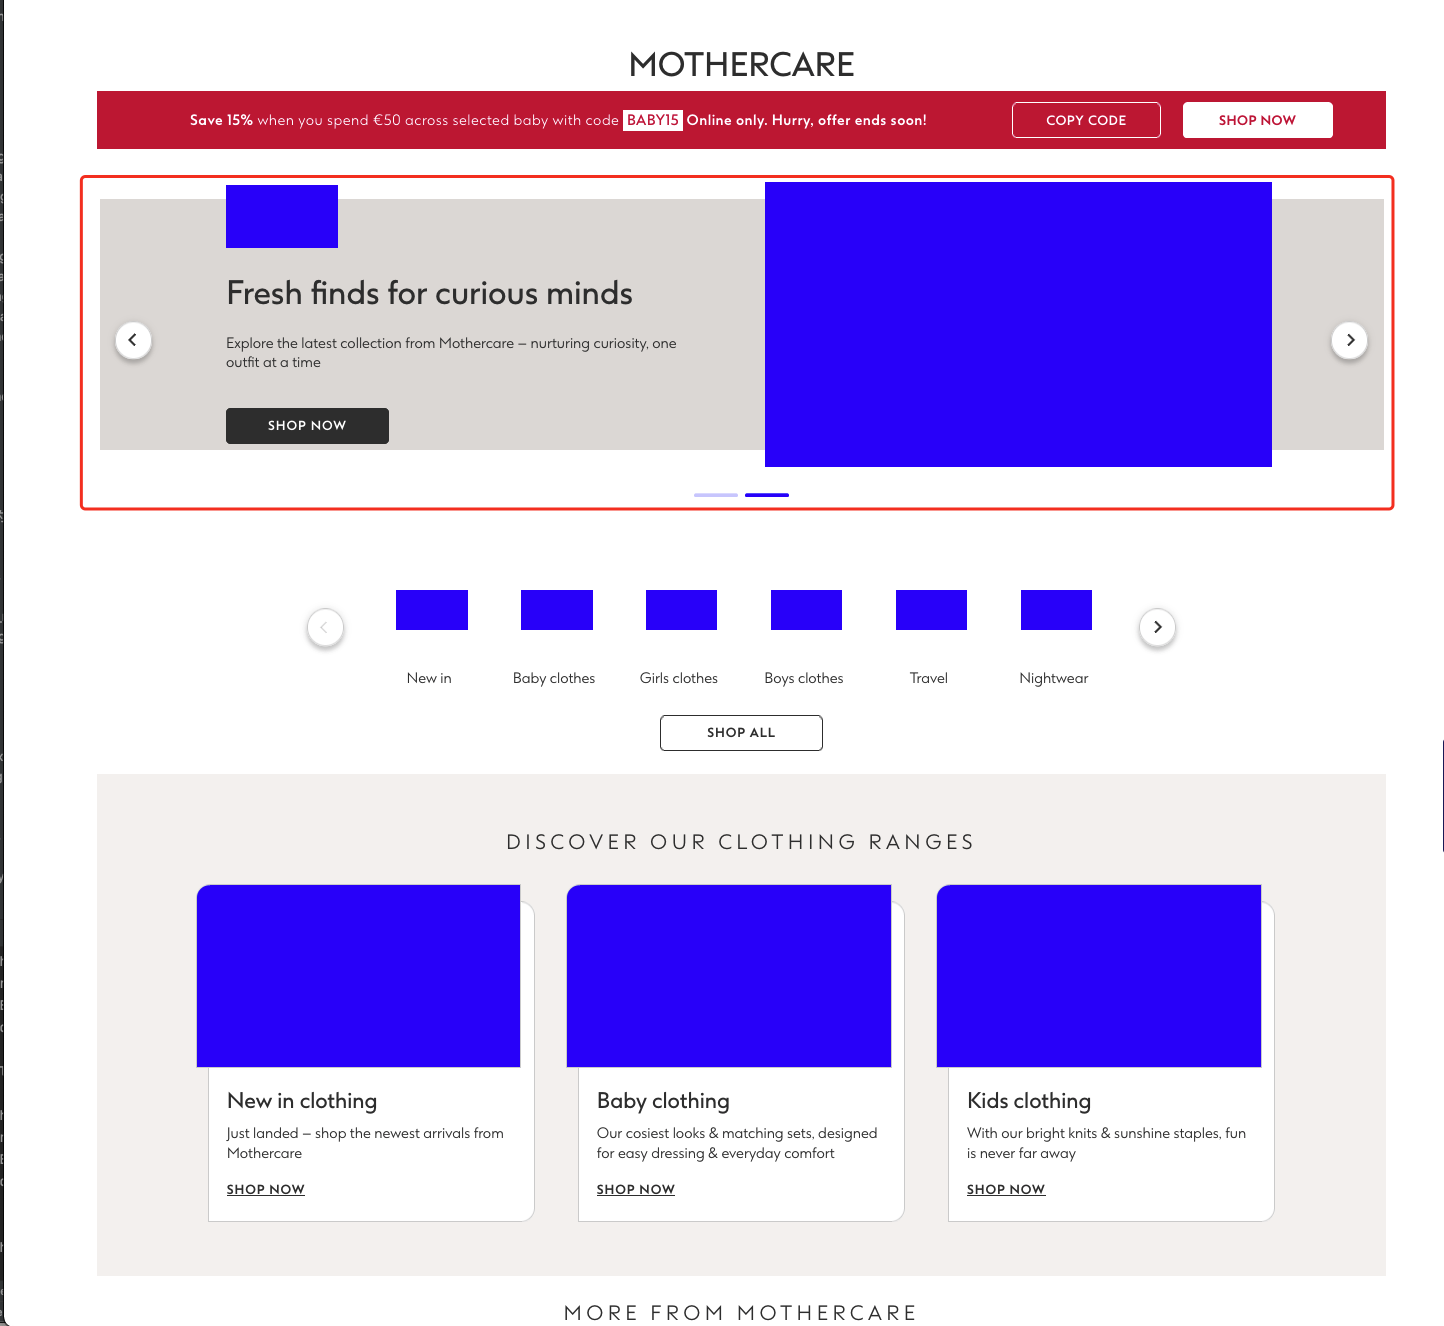 MOTHERCARE
Save 15% when you spend €50 across selected baby with code BABY15 Online only. Hurry, offer ends soon!
COPY CODE
SHOP NOW
Fresh finds for curious minds
Explore the latest collection from Mothercare – nurturing curiosity, one
outfit at a time
SHOP NOW
New in
Baby clothes
Girls clothes
Boys clothes
Travel
Nightwear
SHOP ALL
DISCOVER OUR CLOTHING RANGES
New in clothing
Just landed – shop the newest arrivals from
Mothercare
SHOP NOW
Baby clothing
Our cosiest looks & matching sets, designed
for easy dressing & everyday comfort
SHOP NOW
Kids clothing
With our bright knits & sunshine staples, fun
is never far away
SHOP NOW
MORE FROM MOTHERCARE